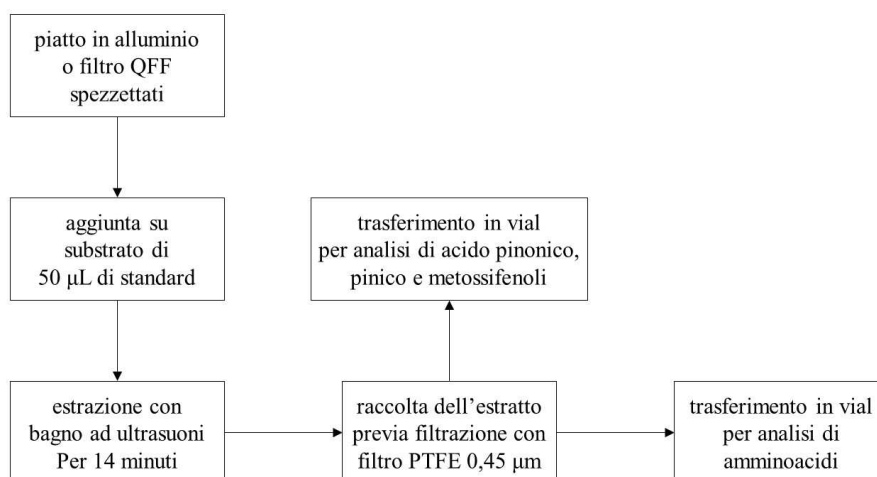 piatto in alluminio
o filtro QFF
spezzettati
aggiunta su
substrato di
50 μL di standard
trasferimento in vial
per analisi di acido pinonico,
pinico e metossifenoli
estrazione con
bagno ad ultrasuoni
Per 14 minuti
raccolta dell’estratto
previa filtrazione con
filtro PTFE 0,45 μm
trasferimento in vial
per analisi di
amminoacidi